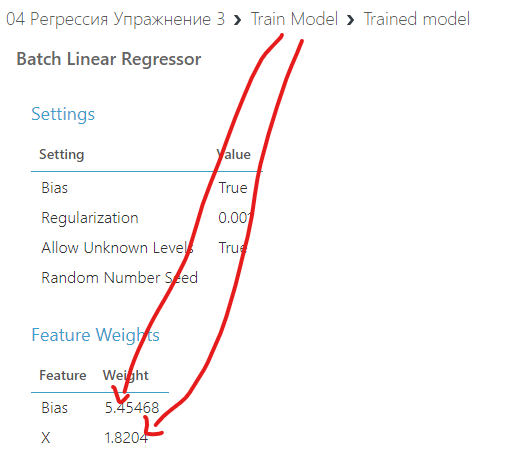 04 Регрессия Упражнение 3 › Train Model › Trained model
Batch Linear Regressor
Settings
Setting Value
Bias True
Regularization 0.001
Allow Unknown Levels True
Random Number Seed
Feature Weights
Feature Weight
Bias 5.45468
X 1.8204